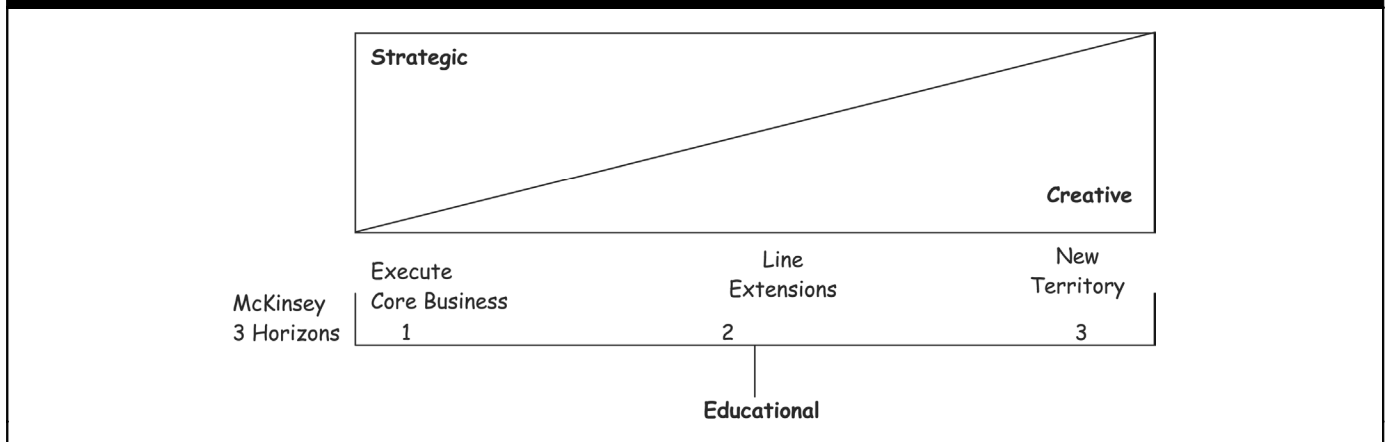 Strategic
Creative
Execute
Core Business
Line
Extensions
New
Territory
McKinsey
3 Horizons
1
2
3
Educational